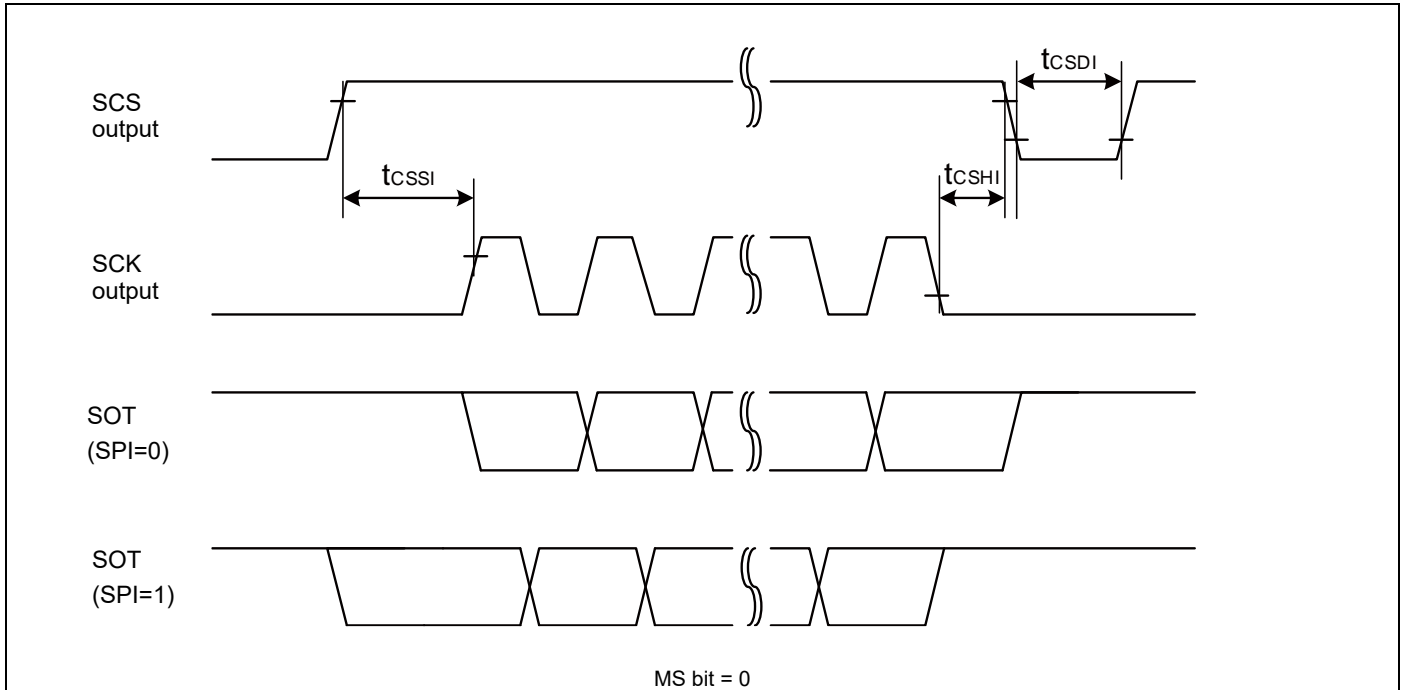 SCS
output
tCSDI
tCSSI
tCSHI
SCK
output
SOT
(SPI=0)
SOT
(SPI=1)
MS bit = 0